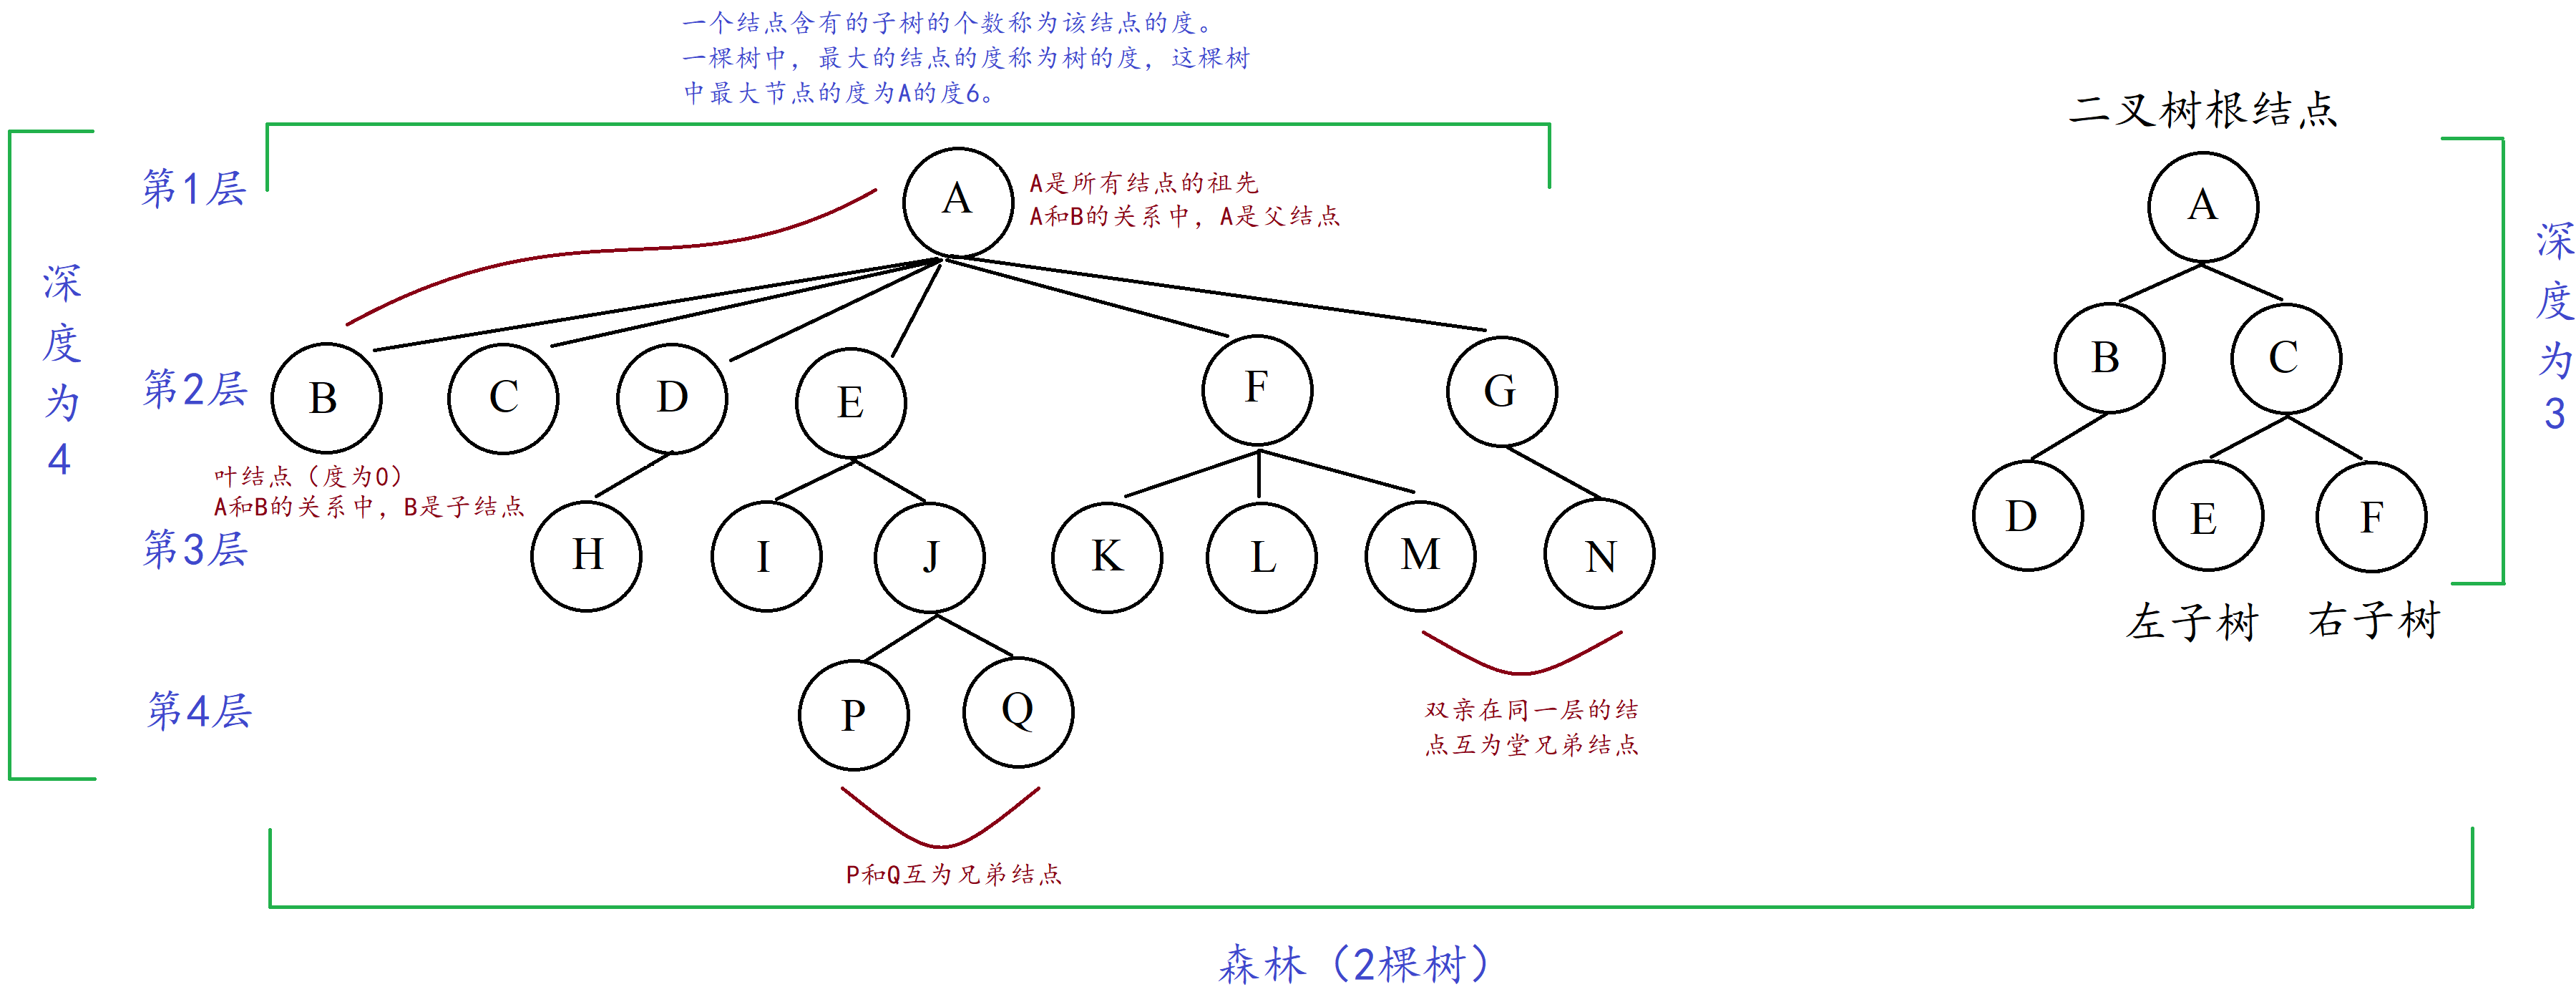 一个结点含有的子树的个数称为该结点的度。
一棵树中，最大的结点的度称为树的度，这棵树
中最大节点的度为A的度6。
二叉树根结点
第1层
A
A是所有结点的祖先
A和B的关系中，A是父结点
A
深度为4
深度为3
第2层
B
C
D
E
F
G
B
C
叶结点（度为0）
A和B的关系中，B是子结点
第3层
H
I
J
K
L
M
N
D
E
F
左子树
右子树
第4层
P
Q
双亲在同一层的结
点互为堂兄弟结点
P和Q互为兄弟结点
森林（2棵树）